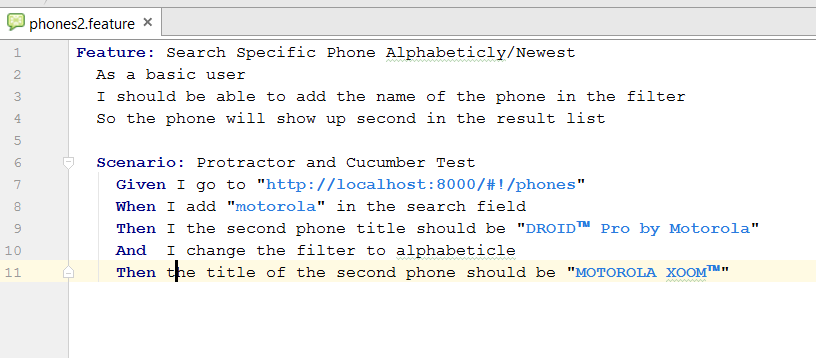 phones2.feature ×
1 Feature: Search Specific Phone Alphabeticly/Newest
2 As a basic user
3 I should be able to add the name of the phone in the filter
4 So the phone will show up second in the result list
5
6 Scenario: Protractor and Cucumber Test
7 Given I go to "http://localhost:8000/#!/phones"
8 When I add "motorola" in the search field
9 Then I the second phone title should be "DROID™ Pro by Motorola"
10 And  I change the filter to alphabeticle
11 Then the title of the second phone should be "MOTOROLA XOOM™"